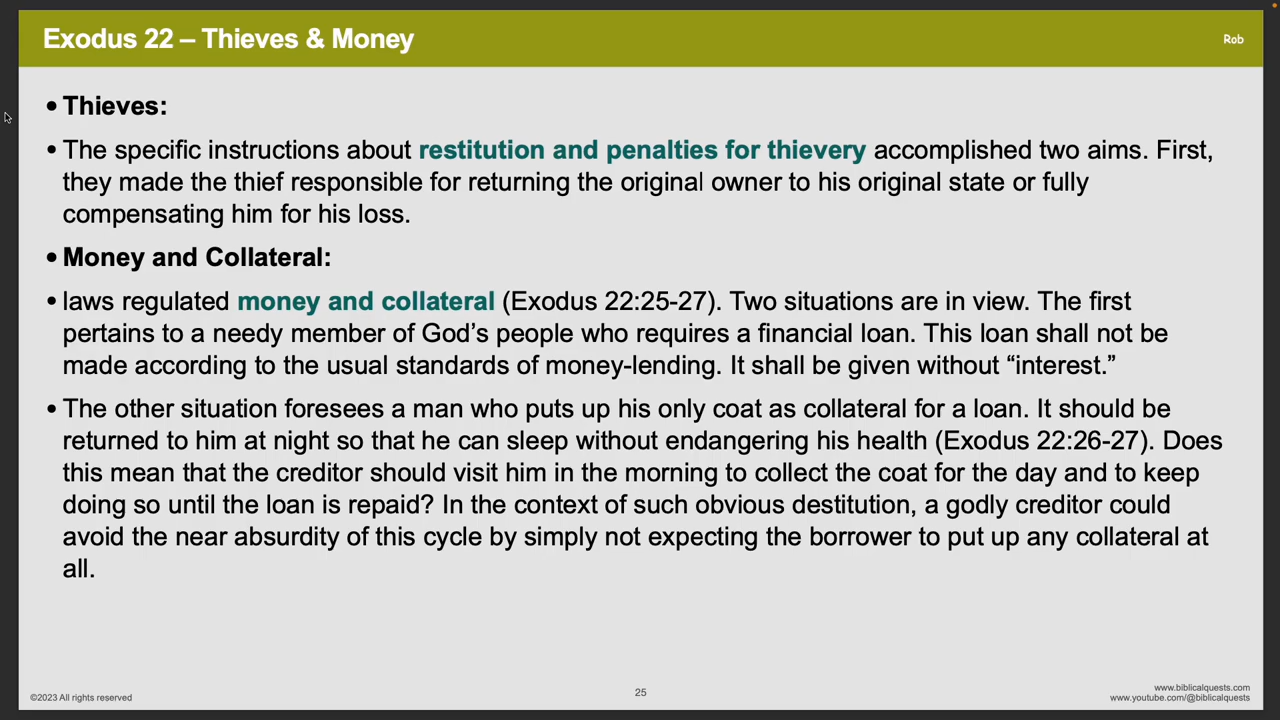 Exodus 22 – Thieves & Money
Rob
• Thieves:
• The specific instructions about restitution and penalties for thievery accomplished two aims. First,
they made the thief responsible for returning the original owner to his original state or fully
compensating him for his loss.
• Money and Collateral:
• laws regulated money and collateral (Exodus 22:25-27). Two situations are in view. The first
pertains to a needy member of God’s people who requires a financial loan. This loan shall not be
made according to the usual standards of money-lending. It shall be given without “interest.”
• The other situation foresees a man who puts up his only coat as collateral for a loan. It should be
returned to him at night so that he can sleep without endangering his health (Exodus 22:26-27). Does
this mean that the creditor should visit him in the morning to collect the coat for the day and to keep
doing so until the loan is repaid? In the context of such obvious destitution, a godly creditor could
avoid the near absurdity of this cycle by simply not expecting the borrower to put up any collateral at
all.
©2023 All rights reserved
25
www.biblicalquests.com
www.youtube.com/@biblicalquests